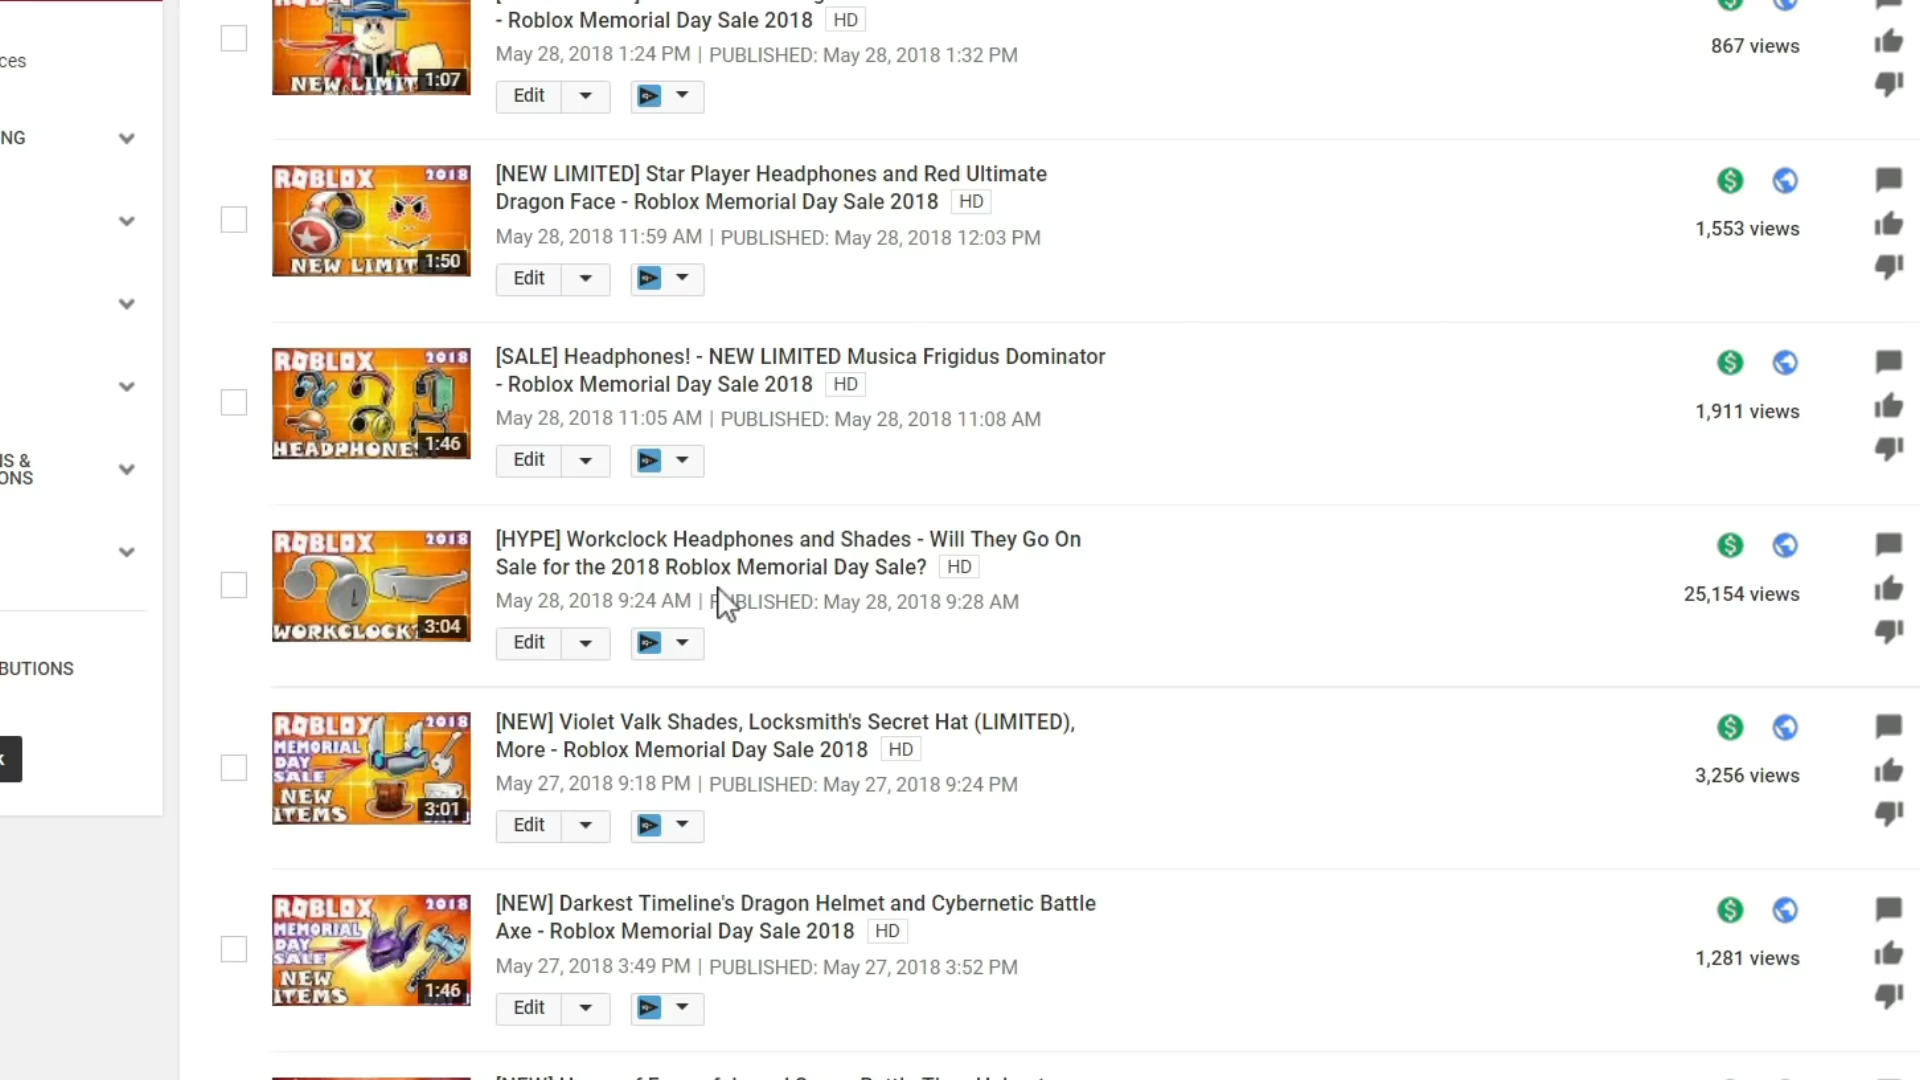 - Roblox Memorial Day Sale 2018 HD
May 28, 2018 1:24 PM | PUBLISHED: May 28, 2018 1:32 PM
867 views
NEW LIMIT 1:07
Edit
ces
NG
ROBLOX 2018
NEW LIMIT 1:50
[NEW LIMITED] Star Player Headphones and Red Ultimate
Dragon Face - Roblox Memorial Day Sale 2018 HD
May 28, 2018 11:59 AM | PUBLISHED: May 28, 2018 12:03 PM
1,553 views
Edit
ROBLOX 2018
HEADPHONES 1:46
[SALE] Headphones! - NEW LIMITED Musica Frigidus Dominator
- Roblox Memorial Day Sale 2018 HD
May 28, 2018 11:05 AM | PUBLISHED: May 28, 2018 11:08 AM
1,911 views
Edit
NS &
ONS
ROBLOX 2018
L
WORKCLOCK 3:04
[HYPE] Workclock Headphones and Shades - Will They Go On
Sale for the 2018 Roblox Memorial Day Sale? HD
May 28, 2018 9:24 AM | PUBLISHED: May 28, 2018 9:28 AM
25,154 views
Edit
BUTIONS
ROBLOX 2018
MEMORIAL
DAY
SALE
NEW
ITEMS 3:01
[NEW] Violet Valk Shades, Locksmith's Secret Hat (LIMITED),
More - Roblox Memorial Day Sale 2018 HD
May 27, 2018 9:18 PM | PUBLISHED: May 27, 2018 9:24 PM
3,256 views
Edit
ROBLOX 2018
MEMORIAL
DAY
SALE
NEW
ITEMS 1:46
[NEW] Darkest Timeline's Dragon Helmet and Cybernetic Battle
Axe - Roblox Memorial Day Sale 2018 HD
May 27, 2018 3:49 PM | PUBLISHED: May 27, 2018 3:52 PM
1,281 views
Edit